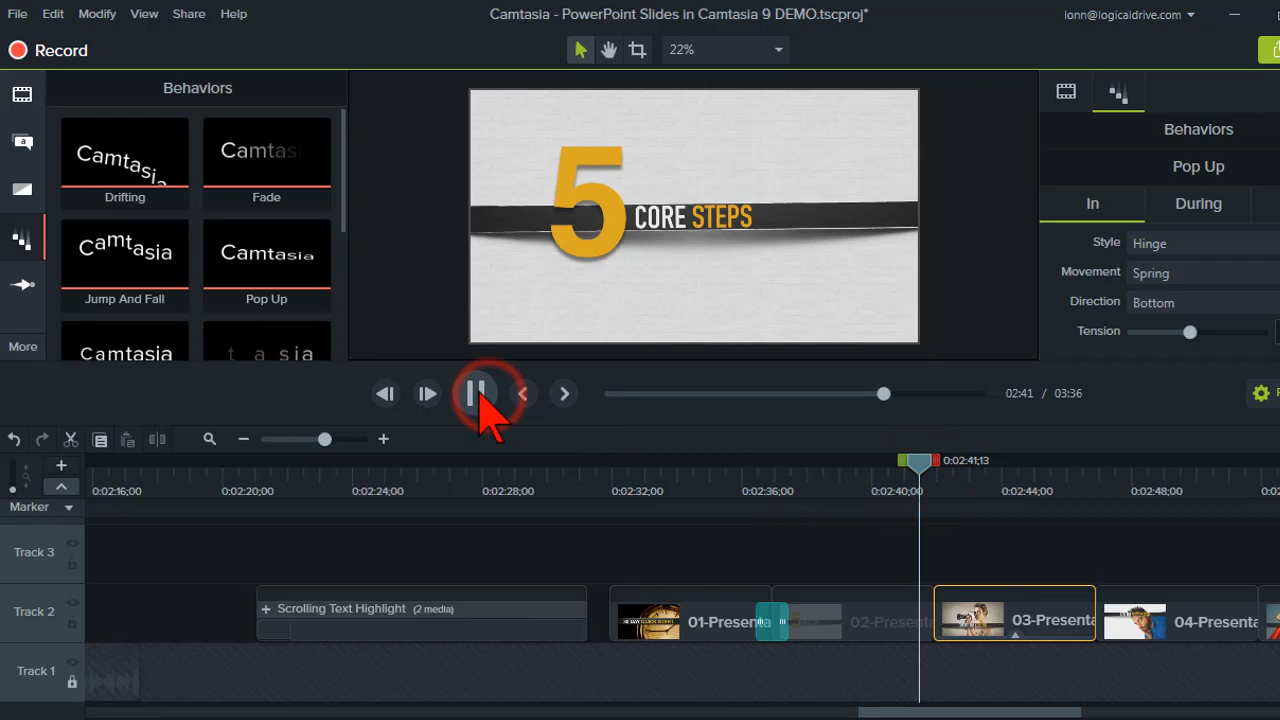 File Edit Modify View Share Help
Camtasia - PowerPoint Slides in Camtasia 9 DEMO.tscproj*
lonn@logicaldrive.com
Record
22%
Behaviors
Camtasia
Drifting
Camtasi
Fade
Camtasia
Jump And Fall
Camtasia
Pop Up
Camtasia
t a sia
More
5 CORE STEPS
Behaviors
Pop Up
In During
Style Hinge
Movement Spring
Direction Bottom
Tension
02:41 / 03:36
0:02:41;13
0:02:16;00 0:02:20;00 0:02:24;00 0:02:28;00 0:02:32;00 0:02:36;00 0:02:40;00 0:02:44;00 0:02:48;00
Marker
Track 3
Track 2
+ Scrolling Text Highlight (2 media)
01-Presenta
02-Presenta
03-Presenta
04-Presenta
Track 1